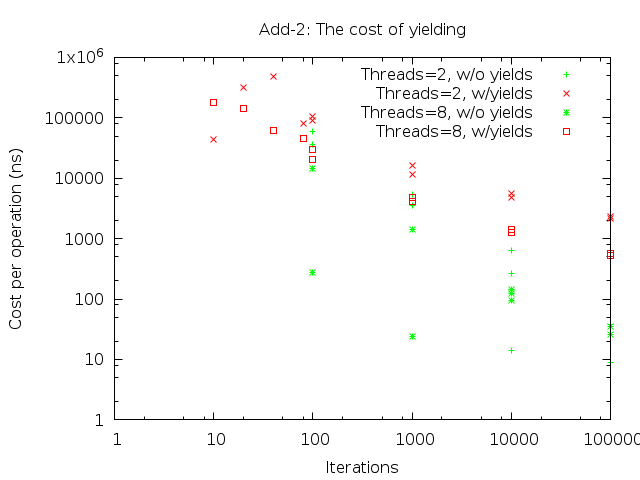 Add-2: The cost of yielding
1x10^6
100000
10000
1000
100
10
1
Cost per operation (ns)
Threads=2, w/o yields
Threads=2, w/yields
Threads=8, w/o yields
Threads=8, w/yields
1 10 100 1000 10000 100000
Iterations